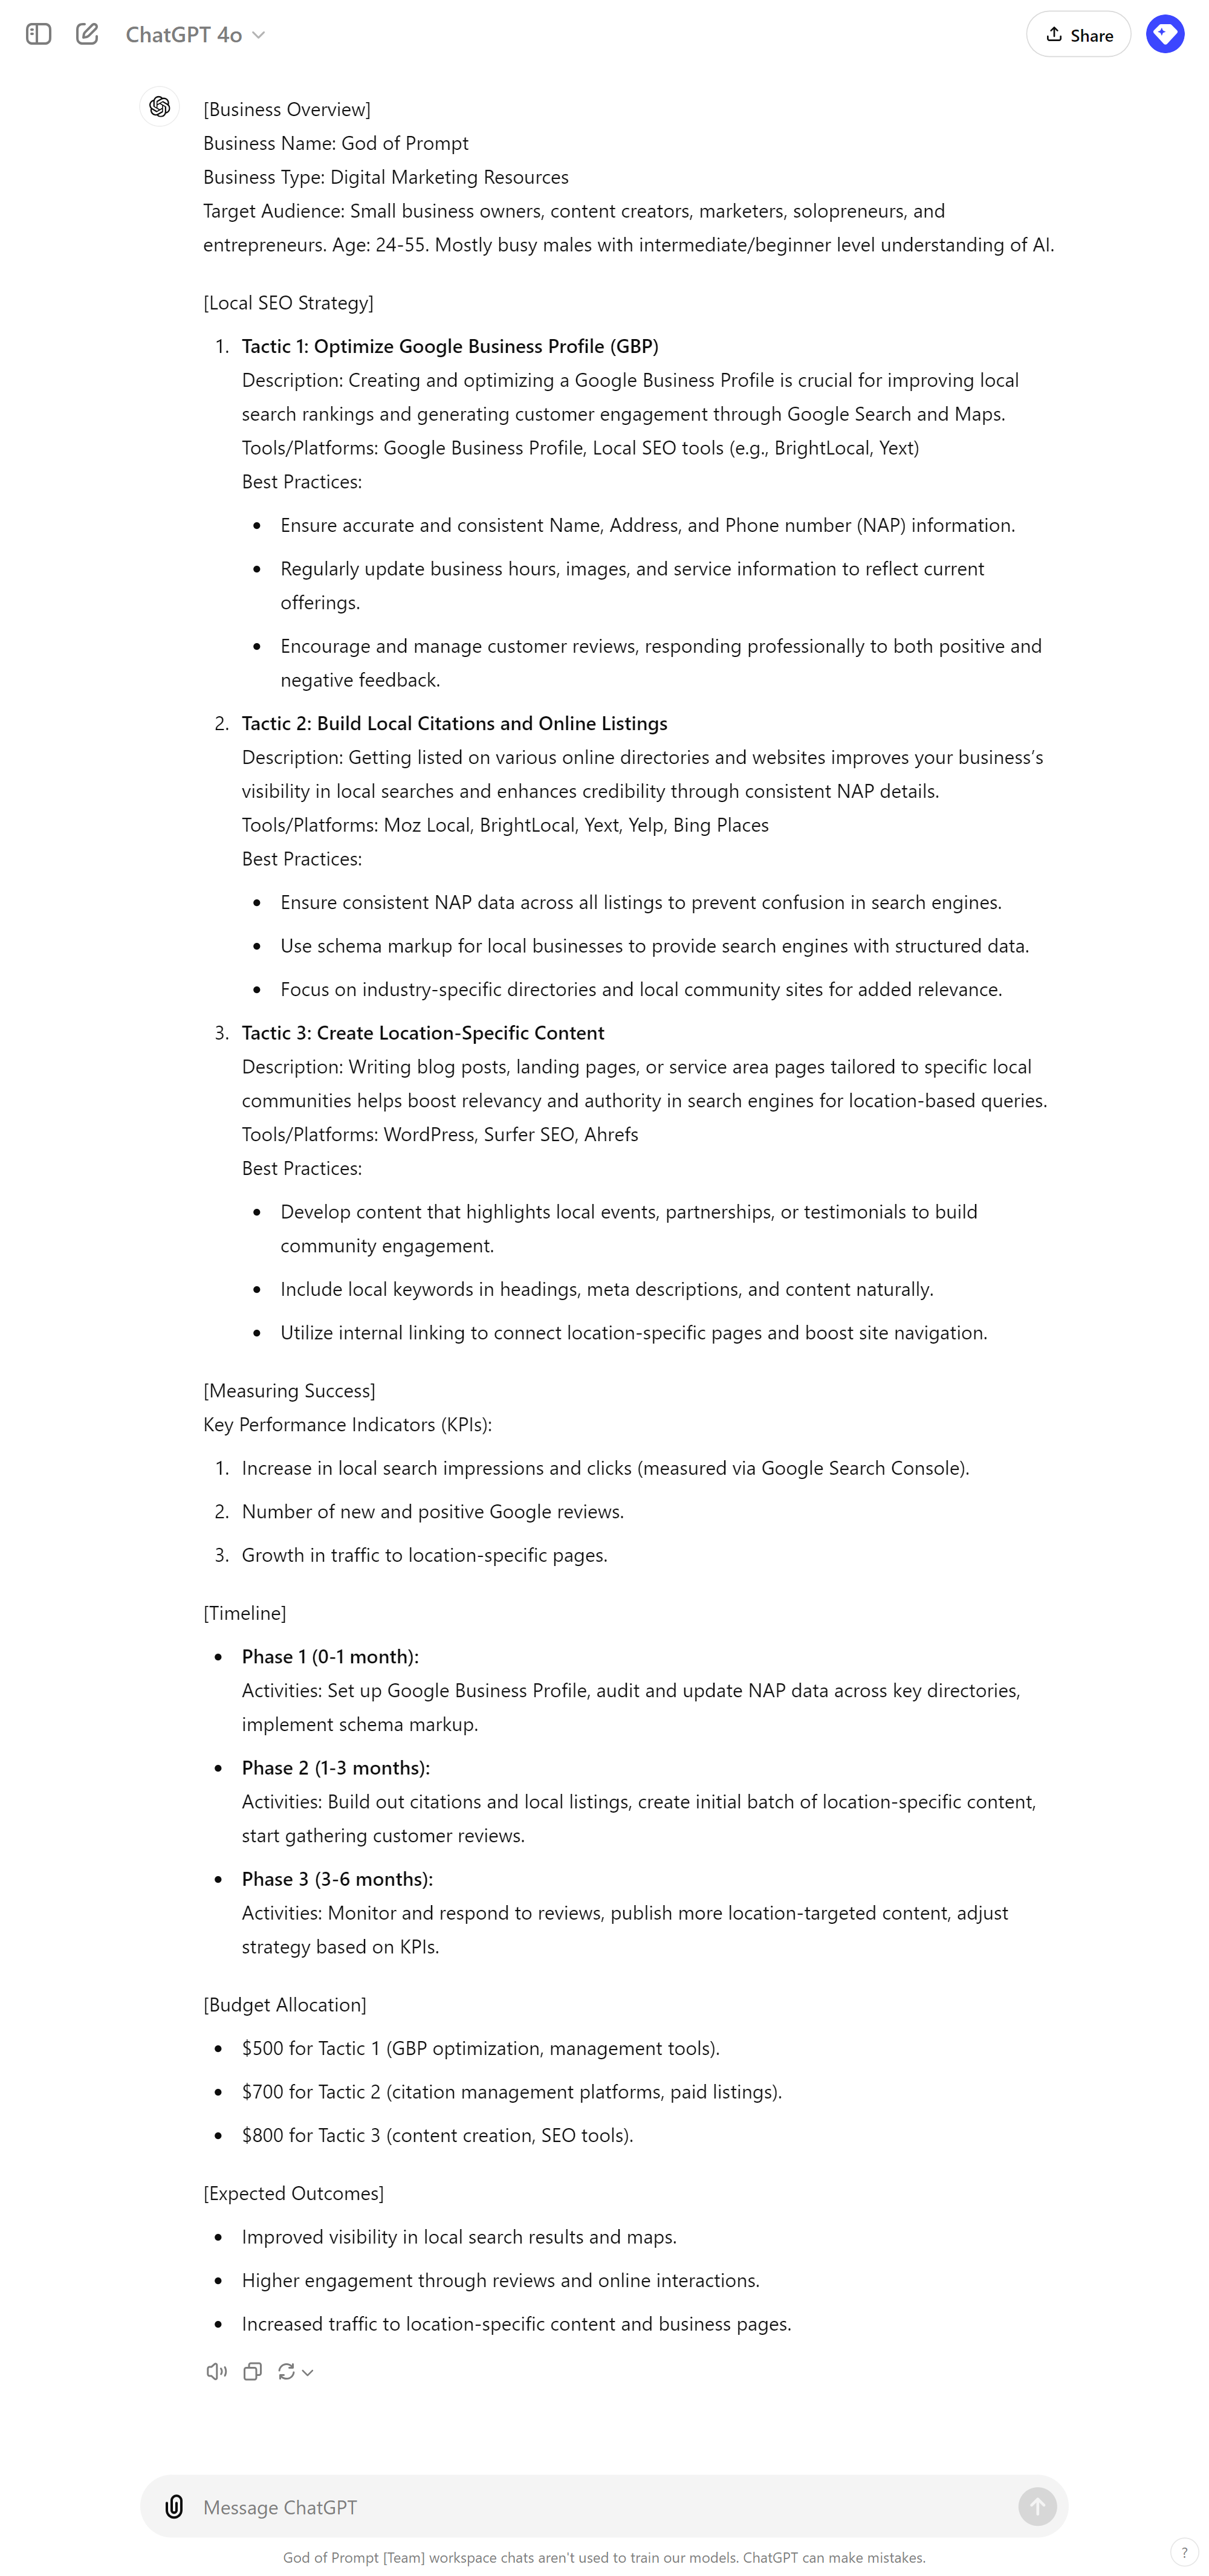 ChatGPT 4o
Share
[Business Overview]
Business Name: God of Prompt
Business Type: Digital Marketing Resources
Target Audience: Small business owners, content creators, marketers, solopreneurs, and
entrepreneurs. Age: 24-55. Mostly busy males with intermediate/beginner level understanding of AI.
[Local SEO Strategy]
1. Tactic 1: Optimize Google Business Profile (GBP)
Description: Creating and optimizing a Google Business Profile is crucial for improving local
search rankings and generating customer engagement through Google Search and Maps.
Tools/Platforms: Google Business Profile, Local SEO tools (e.g., BrightLocal, Yext)
Best Practices:
• Ensure accurate and consistent Name, Address, and Phone number (NAP) information.
• Regularly update business hours, images, and service information to reflect current
offerings.
• Encourage and manage customer reviews, responding professionally to both positive and
negative feedback.
2. Tactic 2: Build Local Citations and Online Listings
Description: Getting listed on various online directories and websites improves your business’s
visibility in local searches and enhances credibility through consistent NAP details.
Tools/Platforms: Moz Local, BrightLocal, Yext, Yelp, Bing Places
Best Practices:
• Ensure consistent NAP data across all listings to prevent confusion in search engines.
• Use schema markup for local businesses to provide search engines with structured data.
• Focus on industry-specific directories and local community sites for added relevance.
3. Tactic 3: Create Location-Specific Content
Description: Writing blog posts, landing pages, or service area pages tailored to specific local
communities helps boost relevancy and authority in search engines for location-based queries.
Tools/Platforms: WordPress, Surfer SEO, Ahrefs
Best Practices:
• Develop content that highlights local events, partnerships, or testimonials to build
community engagement.
• Include local keywords in headings, meta descriptions, and content naturally.
• Utilize internal linking to connect location-specific pages and boost site navigation.
[Measuring Success]
Key Performance Indicators (KPIs):
1. Increase in local search impressions and clicks (measured via Google Search Console).
2. Number of new and positive Google reviews.
3. Growth in traffic to location-specific pages.
[Timeline]
• Phase 1 (0-1 month):
Activities: Set up Google Business Profile, audit and update NAP data across key directories,
implement schema markup.
• Phase 2 (1-3 months):
Activities: Build out citations and local listings, create initial batch of location-specific content,
start gathering customer reviews.
• Phase 3 (3-6 months):
Activities: Monitor and respond to reviews, publish more location-targeted content, adjust
strategy based on KPIs.
[Budget Allocation]
• $500 for Tactic 1 (GBP optimization, management tools).
• $700 for Tactic 2 (citation management platforms, paid listings).
• $800 for Tactic 3 (content creation, SEO tools).
[Expected Outcomes]
• Improved visibility in local search results and maps.
• Higher engagement through reviews and online interactions.
• Increased traffic to location-specific content and business pages.
Message ChatGPT
God of Prompt [Team] workspace chats aren't used to train our models. ChatGPT can make mistakes.
?